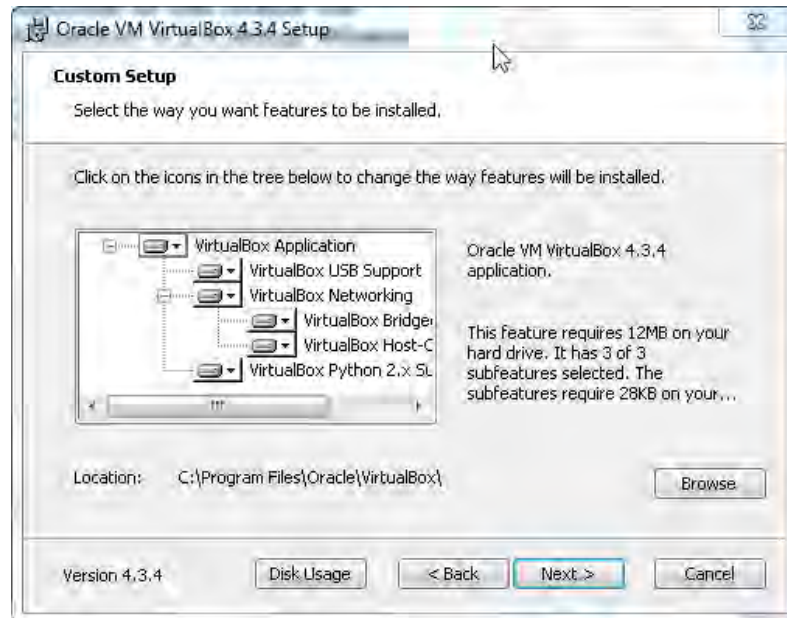 Oracle VM VirtualBox 4.3.4 Setup
Custom Setup
Select the way you want features to be installed.
Click on the icons in the tree below to change the way features will be installed.
VirtualBox Application
VirtualBox USB Support
VirtualBox Networking
VirtualBox Bridge
VirtualBox Host-C
VirtualBox Python 2.x Su
Oracle VM VirtualBox 4.3.4
application.
This feature requires 12MB on your
hard drive. It has 3 of 3
subfeatures selected. The
subfeatures require 28KB on your...
Location: C:\Program Files\Oracle\VirtualBox\
Browse
Version 4.3.4
Disk Usage
< Back
Next >
Cancel